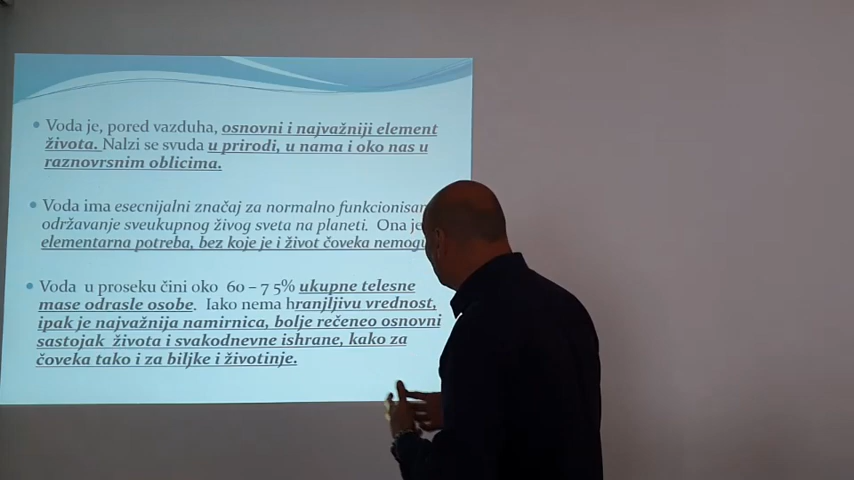 Voda je, pored vazduha, osnovni i najvažniji element
života. Nalzi se svuda u prirodi, u nama i oko nas u
raznovrsnim oblicima.
Voda ima esecnijalni značaj za normalno funkcionisan
održavanje sveukupnog živog sveta na planeti. Ona je
elementarna potreba, bez koje je i život čoveka nemogu
Voda u proseku čini oko 60 – 7 5% ukupne telesne
mase odrasle osobe. Iako nema hranjljivu vrednost,
ipak je najvažnija namirnica, bolje rečeneo osnovni
sastojak života i svakodnevne ishrane, kako za
čoveka tako i za biljke i životinje.